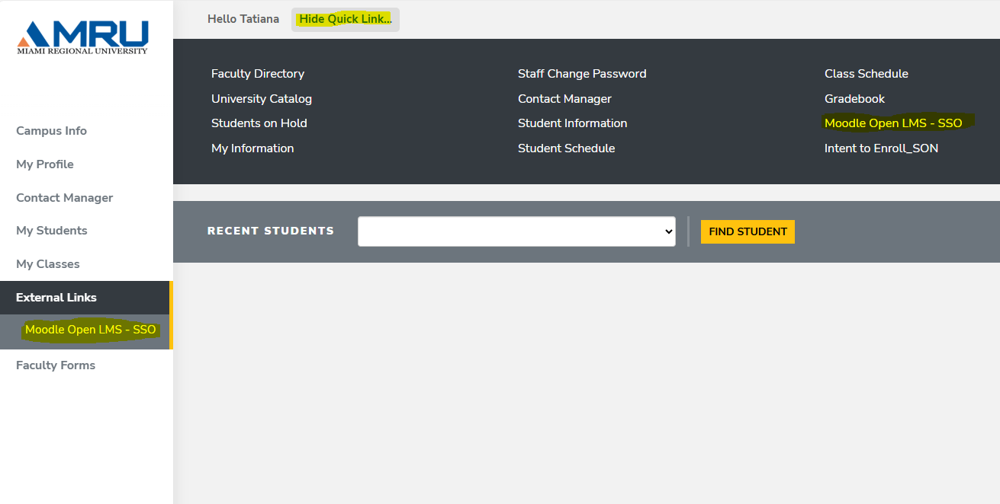 MRU
MIAMI REGIONAL UNIVERSITY
Hello Tatiana
Hide Quick Link...
Faculty Directory
University Catalog
Students on Hold
My Information
Staff Change Password
Contact Manager
Student Information
Student Schedule
Class Schedule
Gradebook
Moodle Open LMS - SSO
Intent to Enroll_SON
Campus Info
My Profile
Contact Manager
My Students
My Classes
External Links
Moodle Open LMS - SSO
Faculty Forms
RECENT STUDENTS
FIND STUDENT